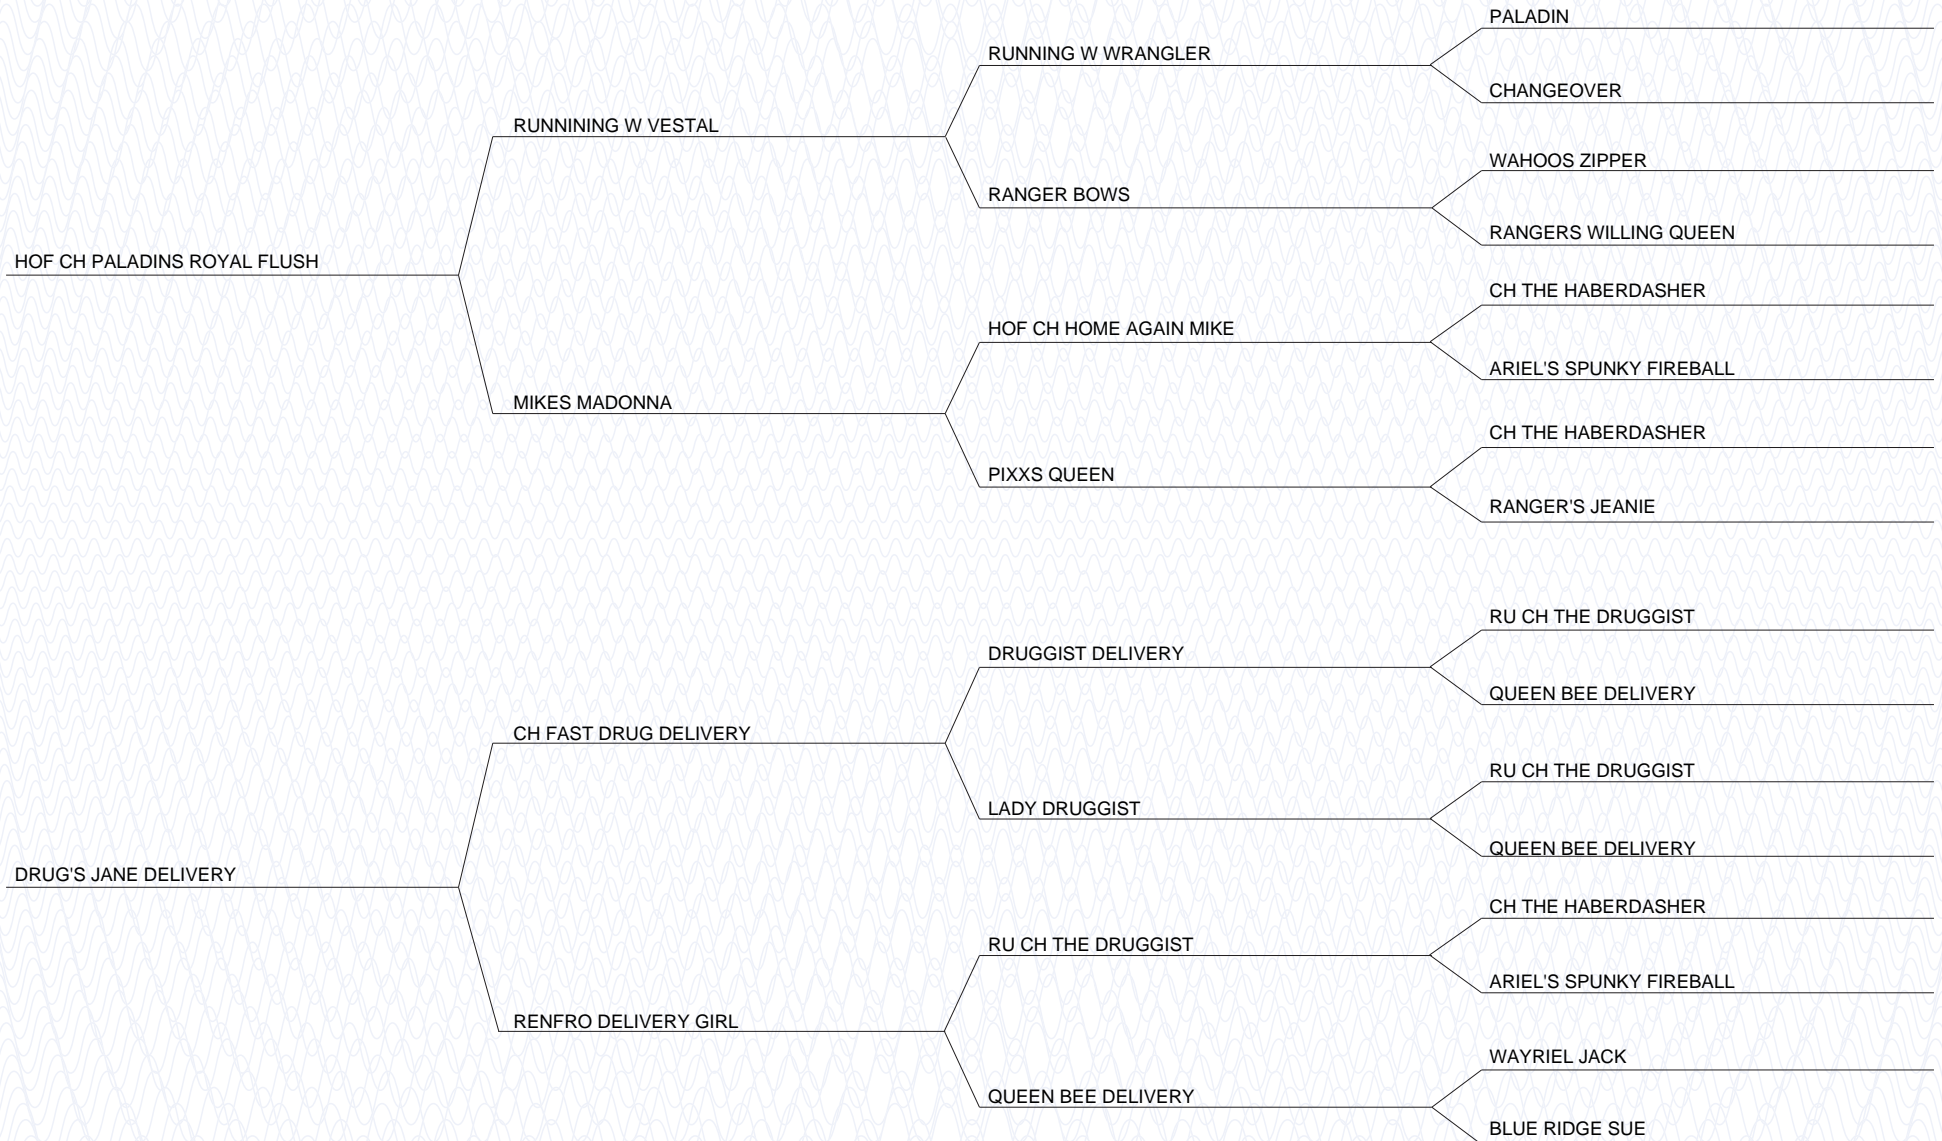 PALADIN
RUNNING W WRANGLER
CHANGEOVER
RUNNINING W VESTAL
WAHOOS ZIPPER
RANGER BOWS
RANGERS WILLING QUEEN
HOF CH PALADINS ROYAL FLUSH
CH THE HABERDASHER
HOF CH HOME AGAIN MIKE
ARIEL'S SPUNKY FIREBALL
MIKES MADONNA
CH THE HABERDASHER
PIXXS QUEEN
RANGER'S JEANIE
RU CH THE DRUGGIST
DRUGGIST DELIVERY
QUEEN BEE DELIVERY
CH FAST DRUG DELIVERY
RU CH THE DRUGGIST
LADY DRUGGIST
QUEEN BEE DELIVERY
DRUG'S JANE DELIVERY
CH THE HABERDASHER
RU CH THE DRUGGIST
ARIEL'S SPUNKY FIREBALL
RENFRO DELIVERY GIRL
WAYRIEL JACK
QUEEN BEE DELIVERY
BLUE RIDGE SUE